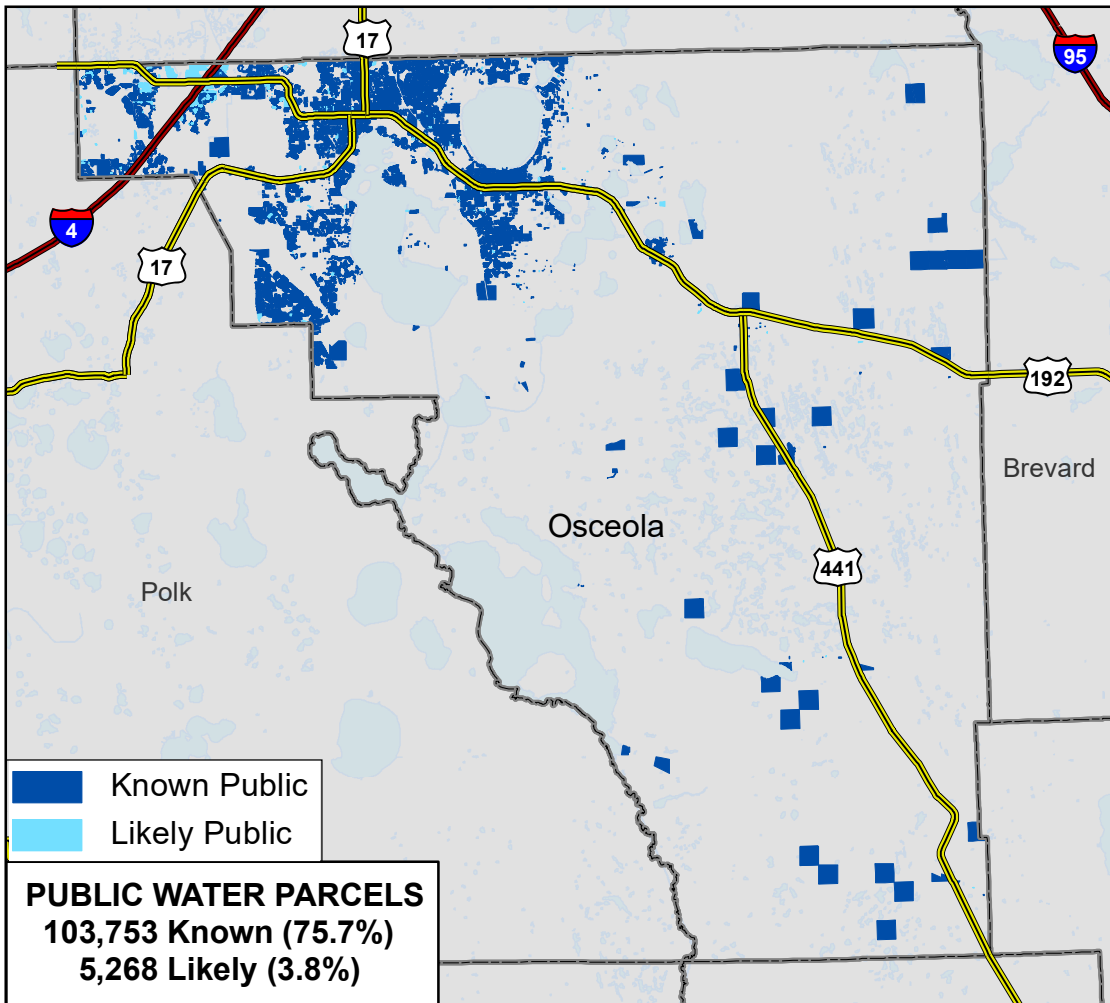 17
95
4
17
192
Brevard
Osceola
441
Polk
Known Public
Likely Public
PUBLIC WATER PARCELS
103,753 Known (75.7%)
5,268 Likely (3.8%)